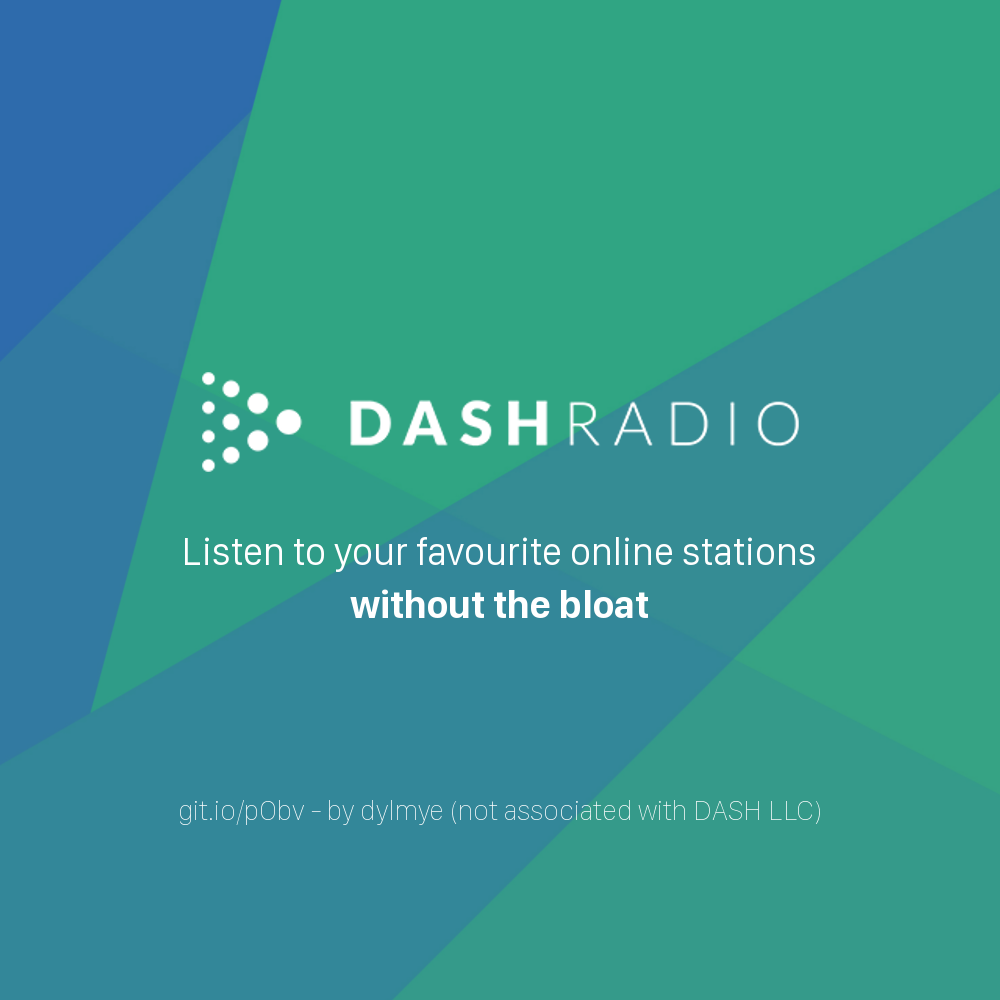 DASHRADIO
Listen to your favourite online stations
without the bloat
git.io/pObv - by dylmye (not associated with DASH LLC)